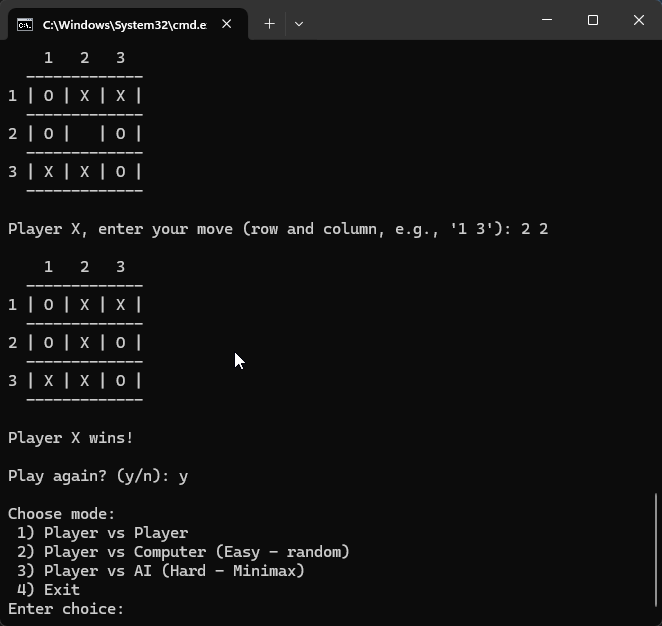 C:\Windows\System32\cmd.e
    1   2   3
  -------------
1 | O | X | X |
  -------------
2 | O |   | O |
  -------------
3 | X | X | O |
  -------------
Player X, enter your move (row and column, e.g., '1 3'): 2 2
    1   2   3
  -------------
1 | O | X | X |
  -------------
2 | O | X | O |
  -------------
3 | X | X | O |
  -------------
Player X wins!
Play again? (y/n): y
Choose mode:
 1) Player vs Player
 2) Player vs Computer (Easy - random)
 3) Player vs AI (Hard - Minimax)
 4) Exit
Enter choice: